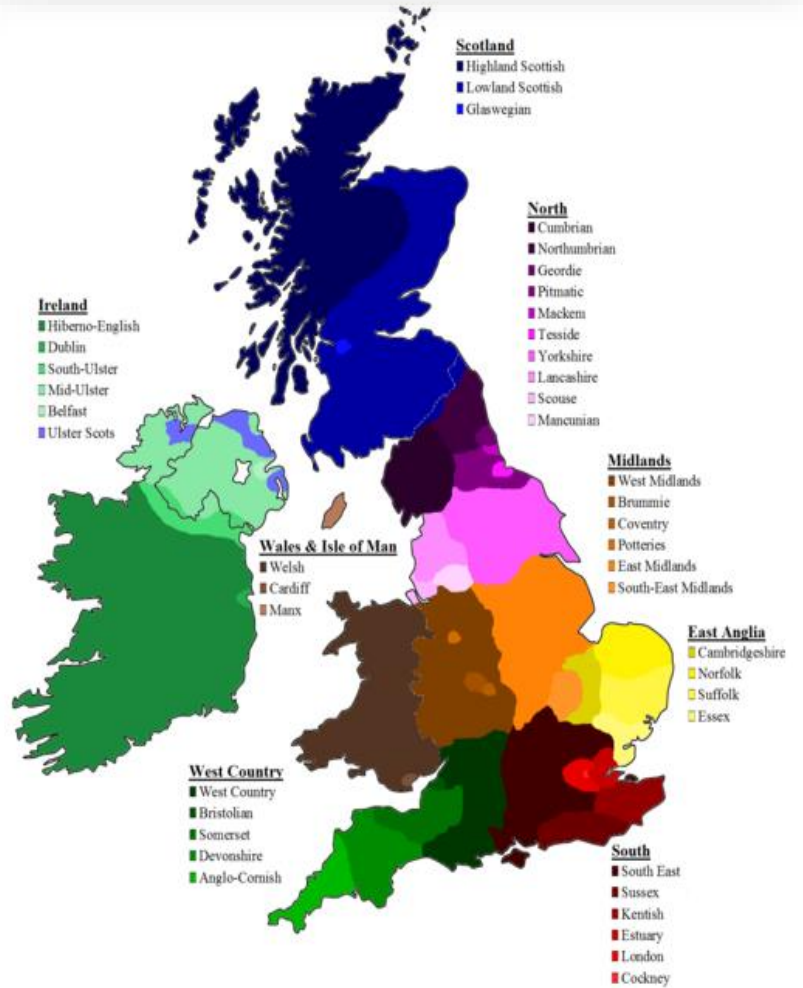 Scotland
Highland Scottish
Lowland Scottish
Glaswegian
North
Cumbrian
Northumbrian
Geordie
Pitmatic
Mackem
Tesside
Yorkshire
Lancashire
Scouse
Mancunian
Ireland
Hiberno-English
Dublin
South-Ulster
Mid-Ulster
Belfast
Ulster Scots
Midlands
West Midlands
Brummie
Coventry
Potteries
East Midlands
South-East Midlands
Wales & Isle of Man
Welsh
Cardiff
Manx
East Anglia
Cambridgeshire
Norfolk
Suffolk
Essex
West Country
West Country
Bristolian
Somerset
Devonshire
Anglo-Cornish
South
South East
Sussex
Kentish
Estuary
London
Cockney